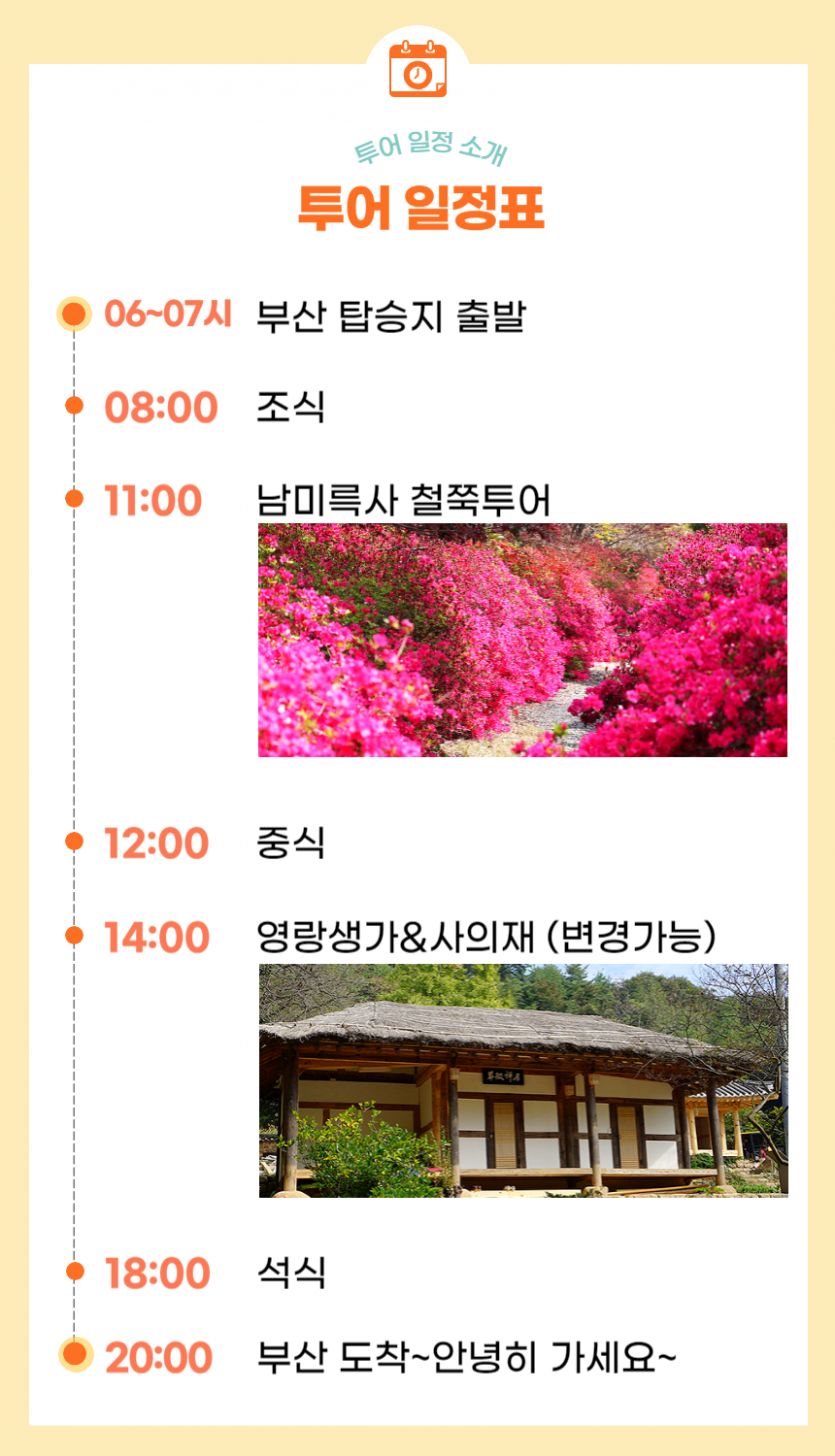 투어 일정 소개
투어 일정표
06~07시 부산 탑승지 출발
08:00 조식
11:00 남미륵사 철쭉투어
12:00 중식
14:00 영랑생가&사의재 (변경가능)
18:00 석식
20:00 부산 도착~안녕히 가세요~